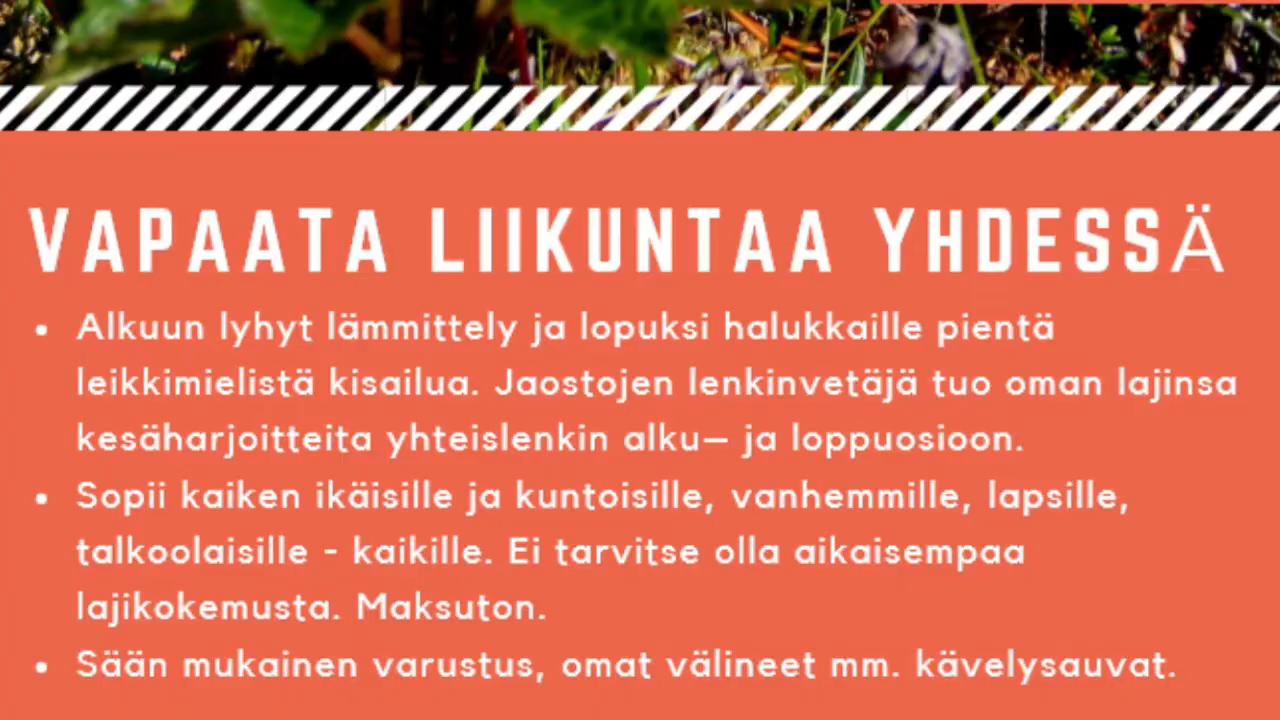 VAPAATA LIIKUNTAA YHDESSÄ
• Alkuun lyhyt lämmittely ja lopuksi halukkaille pientä
leikkimielistä kisailua. Jaostojen lenkinvetäjä tuo oman lajinsa
kesäharjoitteita yhteislenkin alku– ja loppuosioon.
• Sopii kaiken ikäisille ja kuntoisille, vanhemmille, lapsille,
talkoolaisille - kaikille. Ei tarvitse olla aikaisempaa
lajikokemusta. Maksuton.
• Sään mukainen varustus, omat välineet mm. kävelysauvat.